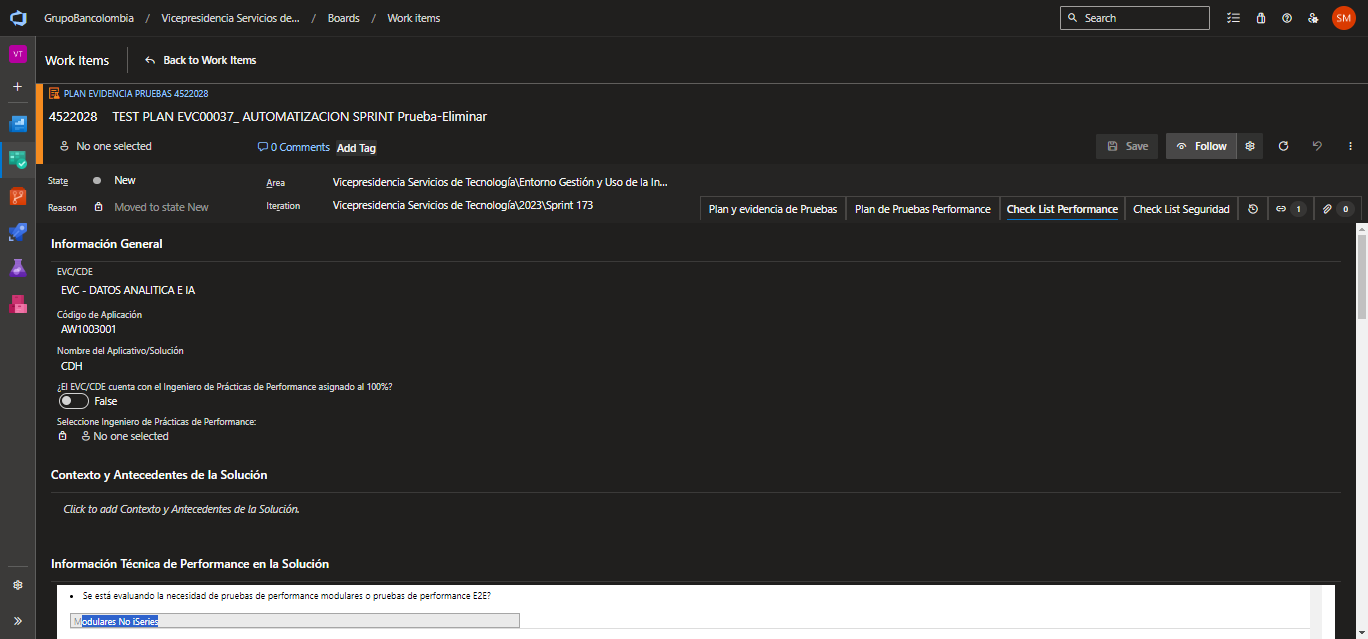 GrupoBancolombia / Vicepresidencia Servicios de... / Boards / Work items
Search
SM
VT
Work Items
Back to Work Items
PLAN EVIDENCIA PRUEBAS 4522028
4522028 TEST PLAN EVC00037_ AUTOMATIZACION SPRINT Prueba-Eliminar
No one selected
0 Comments
Add Tag
Save
Follow
State New
Area Vicepresidencia Servicios de Tecnología\Entorno Gestión y Uso de la In...
Reason Moved to state New
Iteration Vicepresidencia Servicios de Tecnología\2023\Sprint 173
Plan y evidencia de Pruebas
Plan de Pruebas Performance
Check List Performance
Check List Seguridad
1
0
Información General
EVC/CDE
EVC - DATOS ANALITICA E IA
Código de Aplicación
AW1003001
Nombre del Aplicativo/Solución
CDH
¿El EVC/CDE cuenta con el Ingeniero de Prácticas de Performance asignado al 100%?
False
Seleccione Ingeniero de Prácticas de Performance:
No one selected
Contexto y Antecedentes de la Solución
Click to add Contexto y Antecedentes de la Solución.
Información Técnica de Performance en la Solución
• Se está evaluando la necesidad de pruebas de performance modulares o pruebas de performance E2E?
Modulares No iSeries